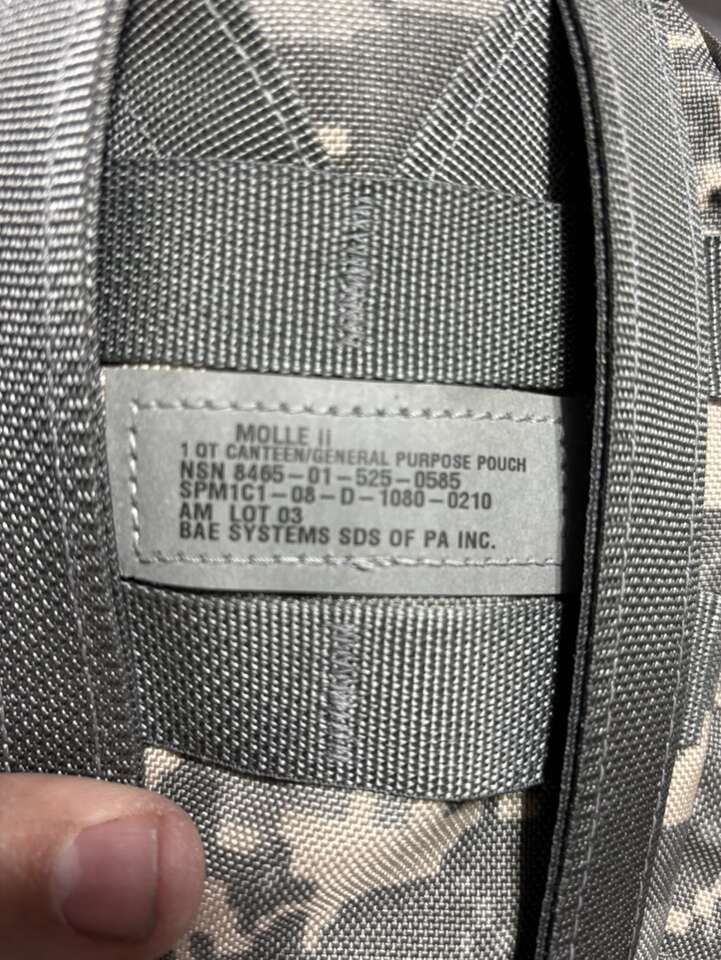 MOLLE II
1 QT CANTEEN/GENERAL PURPOSE POUCH
NSN 8465-01-525-0585
SPM1C1-08-D-1080-0210
AM LOT 03
BAE SYSTEMS SDS OF PA INC.